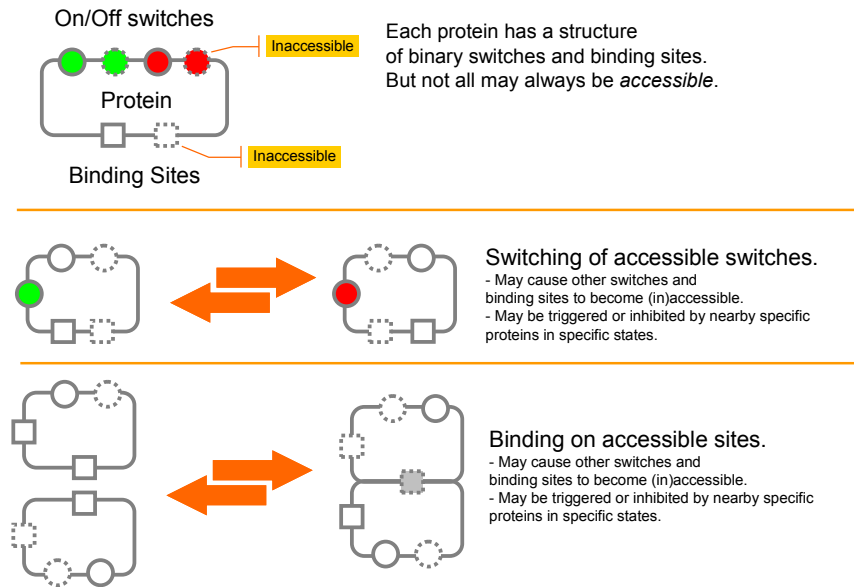 On/Off switches
Inaccessible
Each protein has a structure
of binary switches and binding sites.
But not all may always be accessible.
Protein
Inaccessible
Binding Sites
Switching of accessible switches.
- May cause other switches and
binding sites to become (in)accessible.
- May be triggered or inhibited by nearby specific
proteins in specific states.
Binding on accessible sites.
- May cause other switches and
binding sites to become (in)accessible.
- May be triggered or inhibited by nearby specific
proteins in specific states.